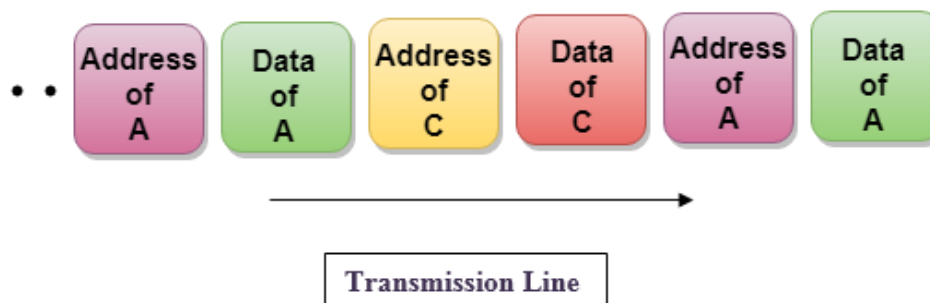 Address
of
A
Data
of
A
Address
of
C
Data
of
C
Address
of
A
Data
of
A
Transmission Line